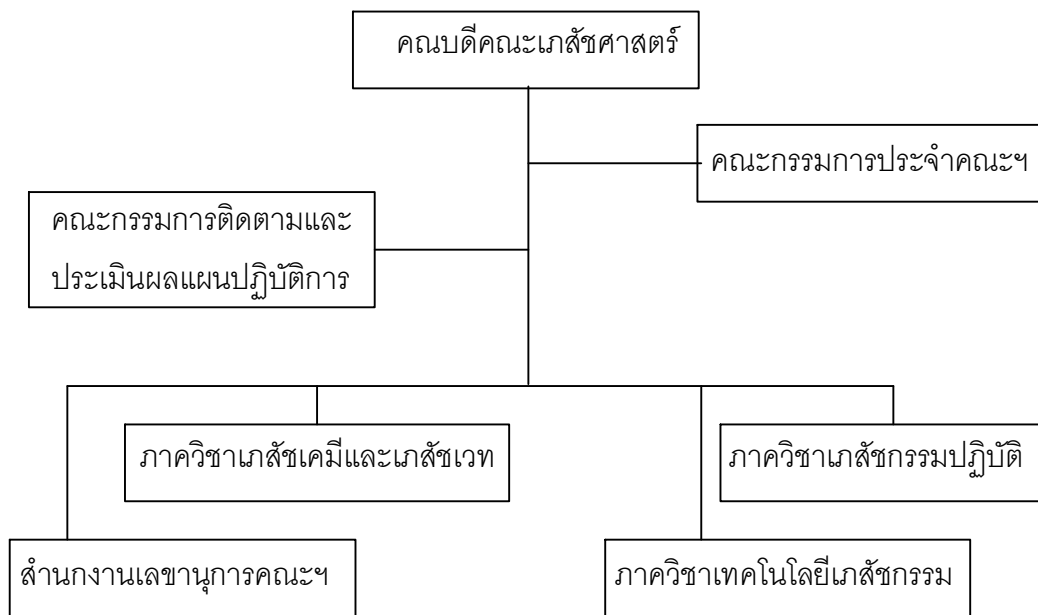 คณบดีคณะเภสัชศาสตร์
คณะกรรมการประจำคณะฯ
คณะกรรมการติดตามและ
ประเมินผลแผนปฏิบัติการ
ภาควิชาเภสัชเคมีและเภสัชเวท
ภาควิชาเภสัชกรรมปฏิบัติ
สำนกงานเลขานุการคณะฯ
ภาควิชาเทคโนโลยีเภสัชกรรม